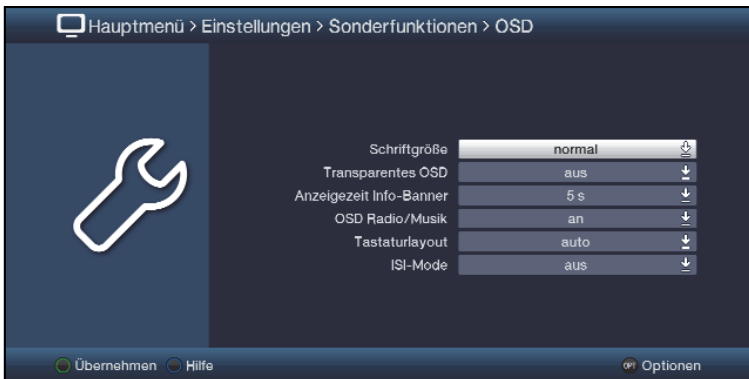 Hauptmenü > Einstellungen > Sonderfunktionen > OSD
Schriftgröße normal
Transparentes OSD aus
Anzeigezeit Info-Banner 5 s
OSD Radio/Musik an
Tastaturlayout auto
ISI-Mode aus
Übernehmen Hilfe OPT Optionen